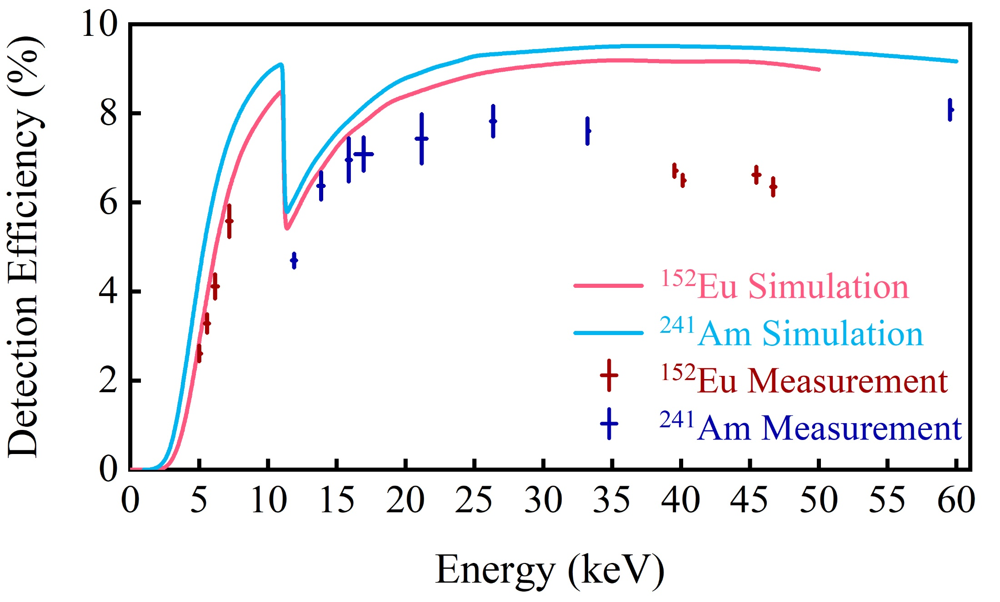 Detection Efficiency (%)
10
8
6
4
2
0
0 5 10 15 20 25 30 35 40 45 50 55 60
Energy (keV)
¹⁵²Eu Simulation
²⁴¹Am Simulation
¹⁵²Eu Measurement
²⁴¹Am Measurement